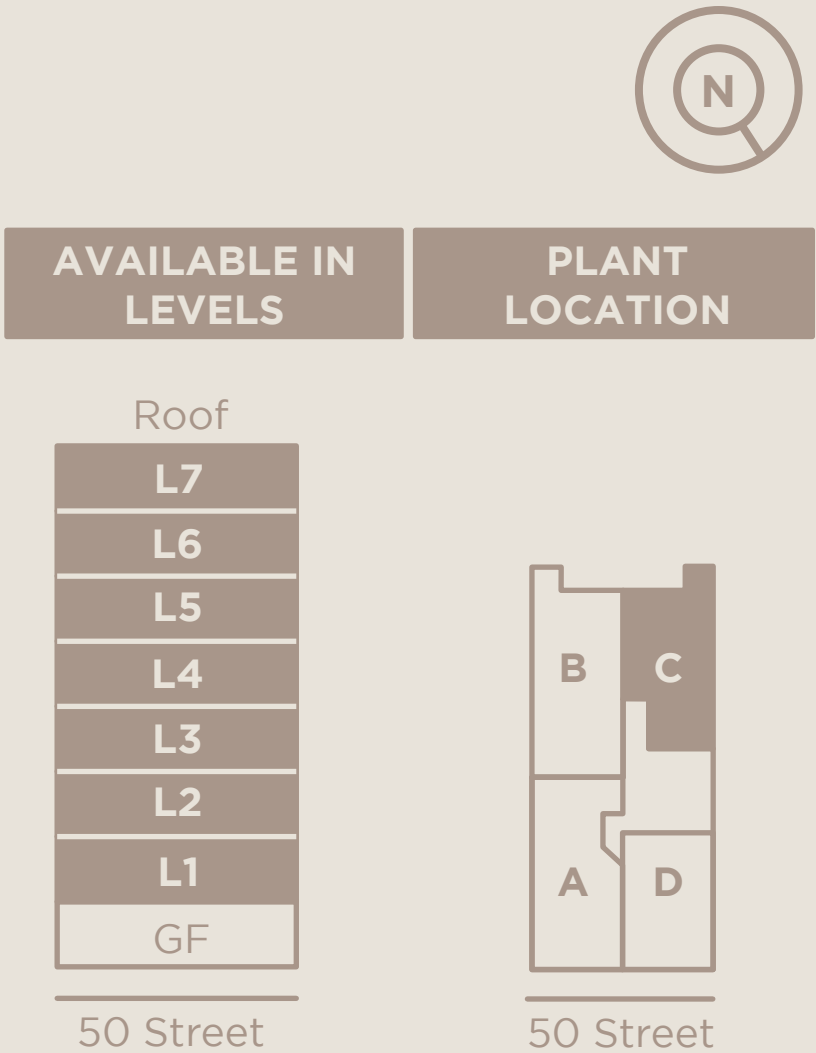 N
AVAILABLE IN
LEVELS
PLANT
LOCATION
Roof
L7
L6
L5
L4
L3
L2
L1
GF
50 Street
B
C
A
D
50 Street